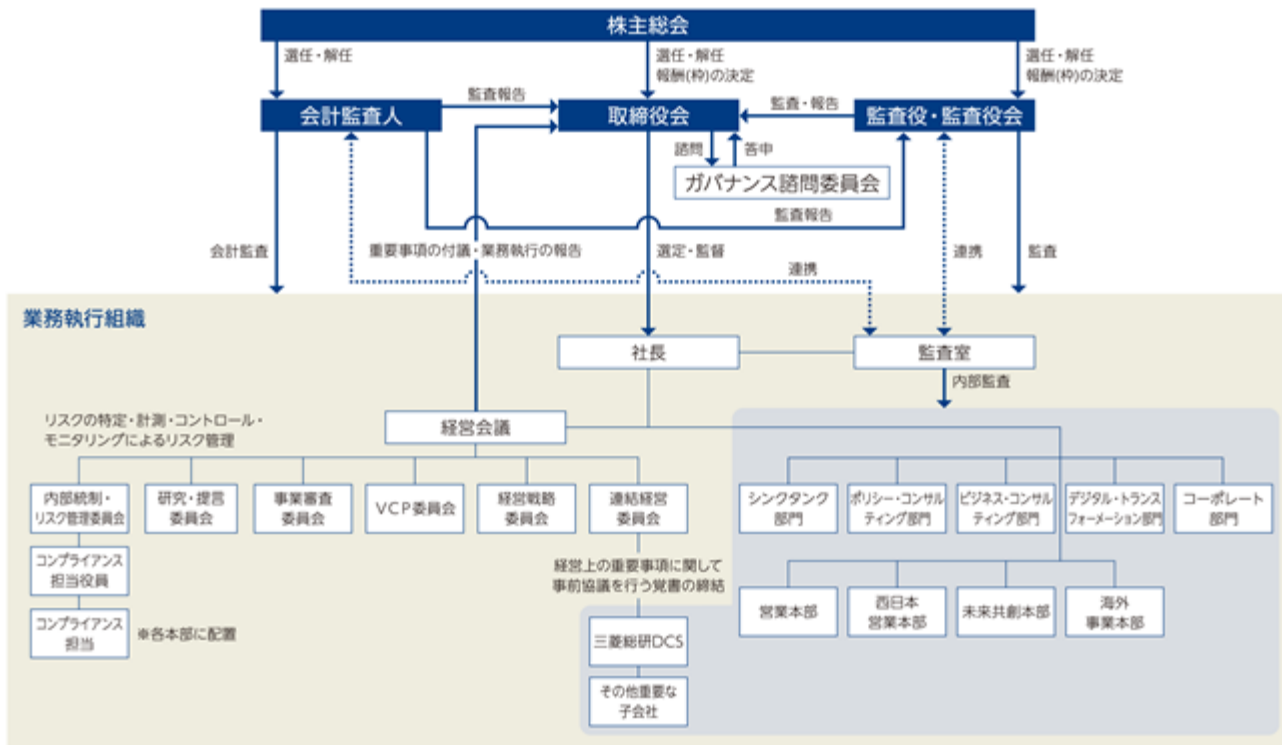 株主総会
選任・解任
選任・解任
報酬(枠)の決定
選任・解任
報酬(枠)の決定
監査報告
監査・報告
会計監査人
取締役会
監査役・監査役会
諮問
答申
ガバナンス諮問委員会
監査報告
会計監査
重要事項の付議・業務執行の報告
選定・監督
連携
連携
監査
業務執行組織
社長
監査室
内部監査
リスクの特定・計測・コントロール・
モニタリングによるリスク管理
経営会議
内部統制・
リスク管理委員会
研究・提言
委員会
事業審査
委員会
VCP委員会
経営戦略
委員会
連結経営
委員会
シンクタンク
部門
ポリシー・コンサル
ティング部門
ビジネス・コンサル
ティング部門
デジタル・トランス
フォーメーション部門
コーポレート
部門
コンプライアンス
担当役員
経営上の重要事項に関して
事前協議を行う覚書の締結
営業本部
西日本
営業本部
未来共創本部
海外
事業本部
コンプライアンス
担当
※各本部に配置
三菱総研DCS
その他重要な
子会社